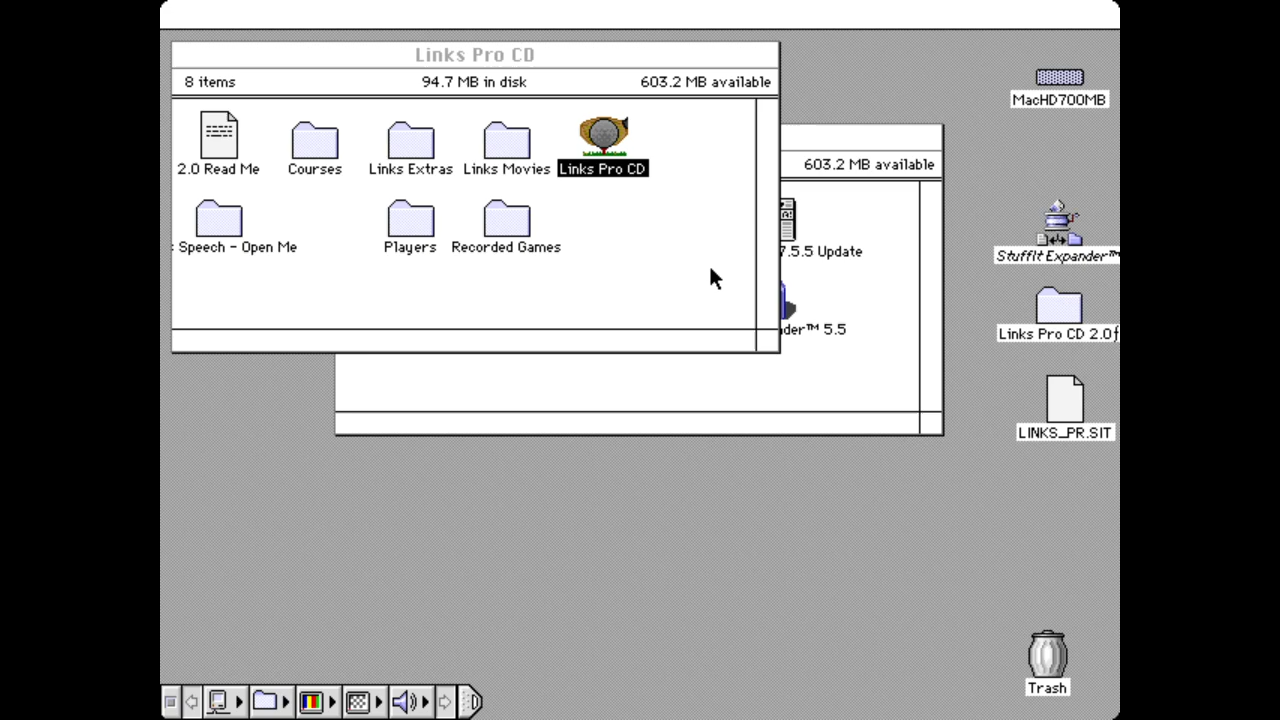 Links Pro CD
8 items 94.7 MB in disk 603.2 MB available
2.0 Read Me Courses Links Extras Links Movies Links Pro CD
Speech - Open Me Players Recorded Games
603.2 MB available
7.5.5 Update
der™ 5.5
MacHD700MB
StuffIt Expander™
Links Pro CD 2.0ƒ
LINKS_PR.SIT
Trash